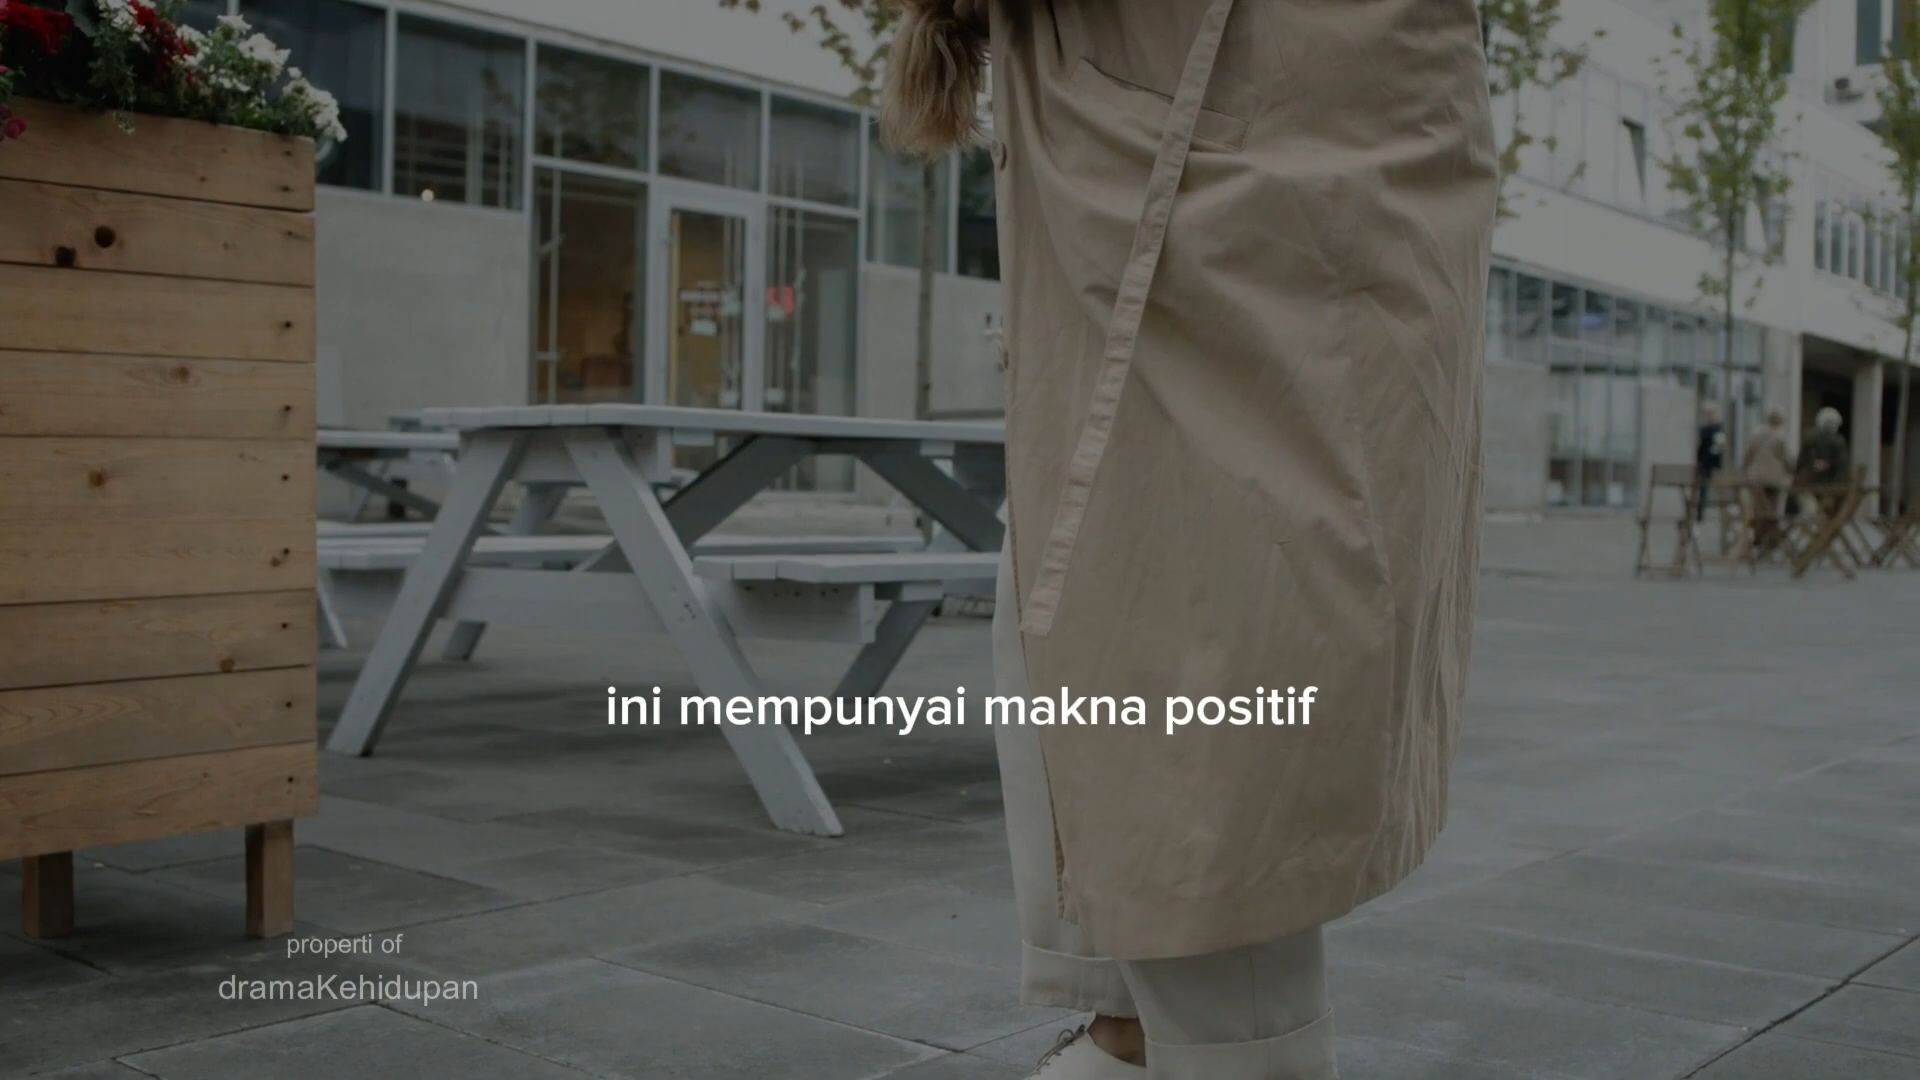 ini mempunyai makna positif
properti of
dramaKehidupan